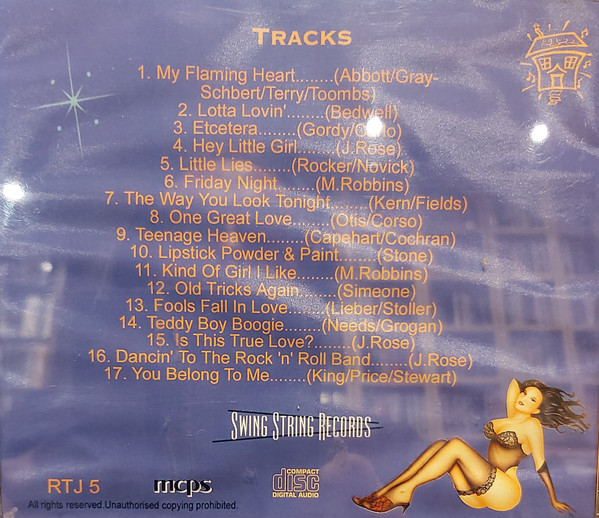 TRACKS
1. My Flaming Heart........(Abbott/Gray-
Schbert/Terry/Toombs)
2. Lotta Lovin'........(Bedwell)
3. Etcetera........(Gordy/
4. Hey Little Girl........(J.Rose)
5. Little Lies........(Rocker/Novick)
6. Friday Night........(M.Robbins)
7. The Way You Look Tonight........(Kern/Fields)
8. One Great Love........(Otis/Corso)
9. Teenage Heaven........(Capehart/Cochran)
10. Lipstick Powder & Paint........(Stone)
11. Kind Of Girl I Like........(M.Robbins)
12. Old Tricks Again........(Simeone)
13. Fools Fall In Love........(Lieber/Stoller)
14. Teddy Boy Boogie........(Needs/Grogan)
15. Is This True Love?........(J.Rose)
16. Dancin' To The Rock 'n' Roll Band........(J.Rose)
17. You Belong To Me........(King/Price/Stewart)
SWING STRING RECORDS
RTJ 5
mcps
COMPACT
disc
DIGITAL AUDIO
All rights reserved.Unauthorised copying prohibited.